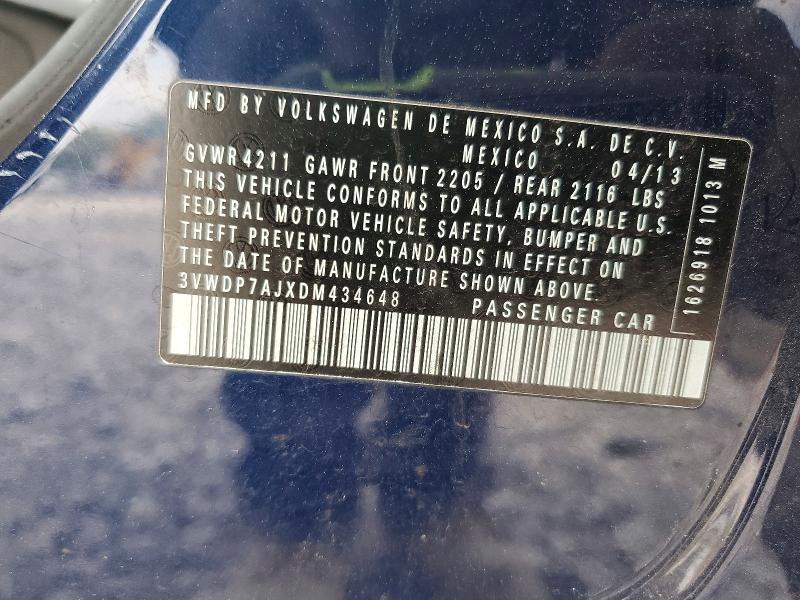 MFD BY VOLKSWAGEN DE MEXICO S.A. DE C.V.
MEXICO 04/13
GVWR 4211 GAWR FRONT 2205 / REAR 2116 LBS
THIS VEHICLE CONFORMS TO ALL APPLICABLE U.S.
FEDERAL MOTOR VEHICLE SAFETY, BUMPER AND
THEFT PREVENTION STANDARDS IN EFFECT ON
THE DATE OF MANUFACTURE SHOWN ABOVE.
3VWDP7AJXDM434648 PASSENGER CAR
1626918 1013 M